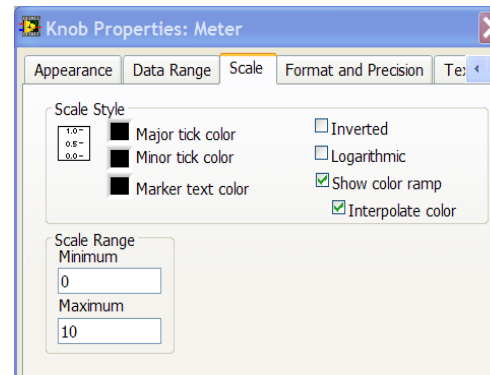 Knob Properties: Meter
Appearance Data Range Scale Format and Precision Te
Scale Style
1.0
0.5
0.0
Major tick color
Minor tick color
Marker text color
Inverted
Logarithmic
Show color ramp
Interpolate color
Scale Range
Minimum
0
Maximum
10